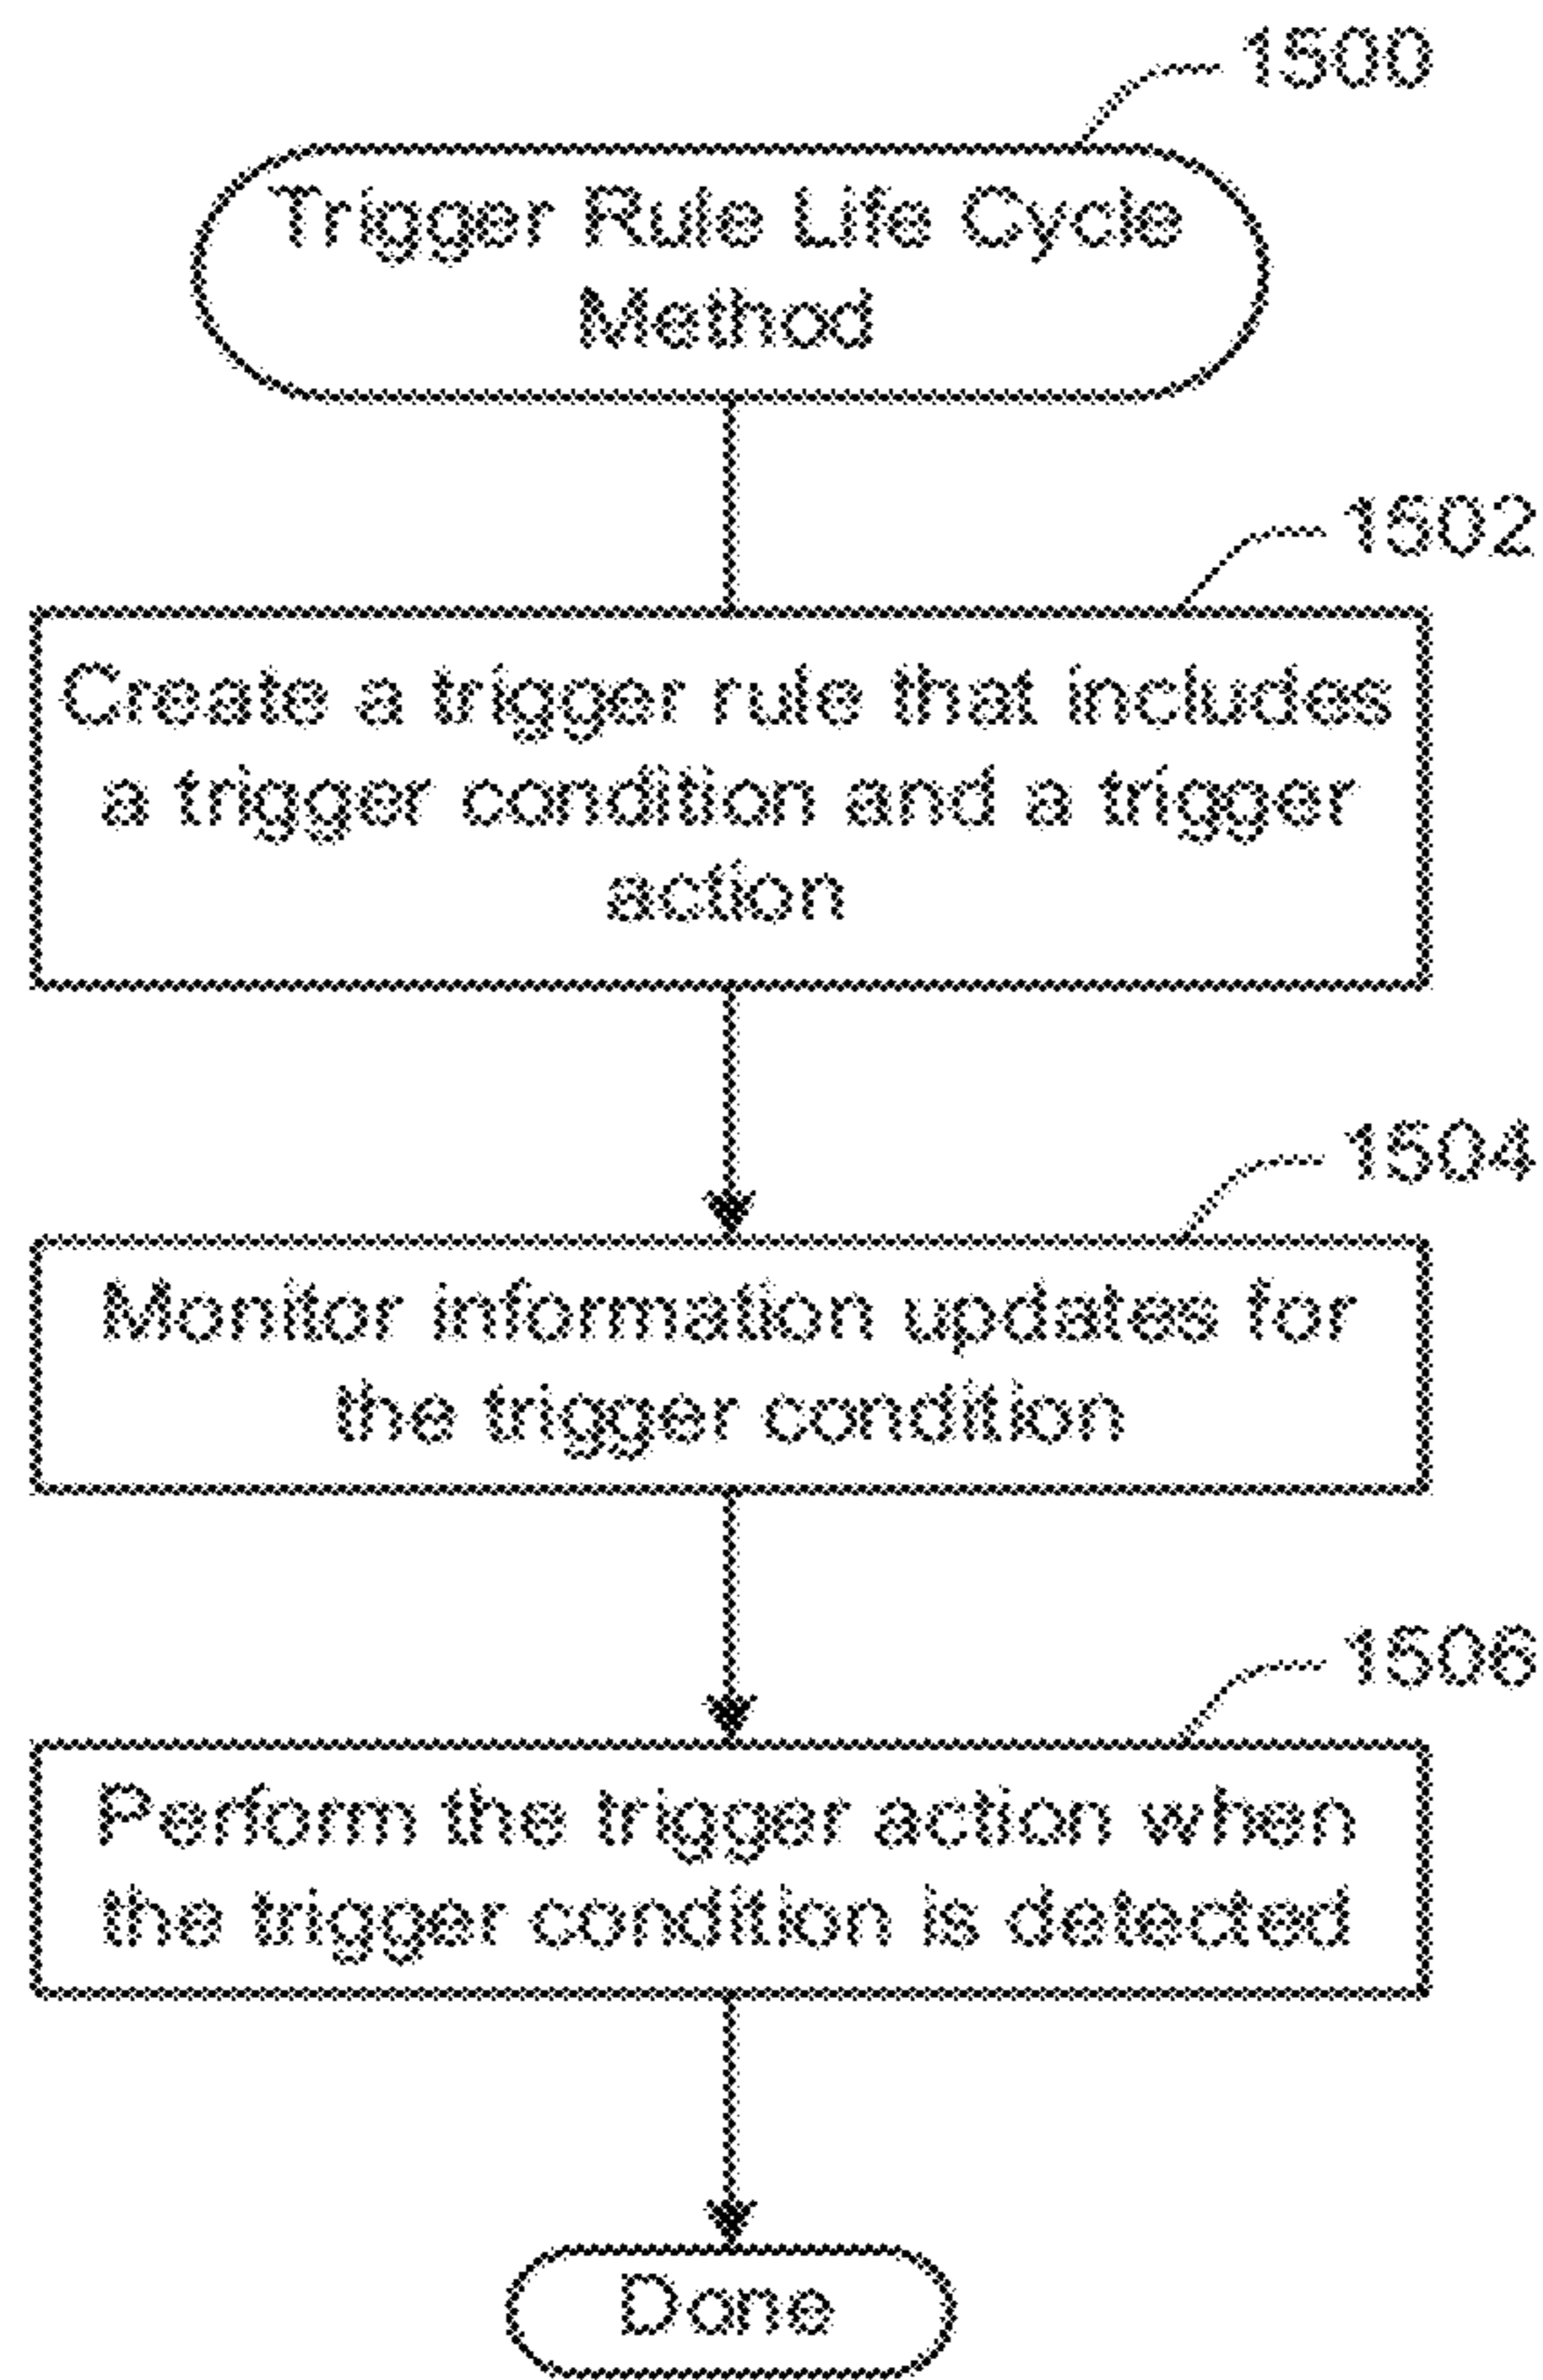 1500
Trigger Rule Life Cycle
Method
1502
Create a trigger rule that includes
a trigger condition and a trigger
action
1504
Monitor information updates for
the trigger condition
1506
Perform the trigger action when
the trigger condition is detected
Done